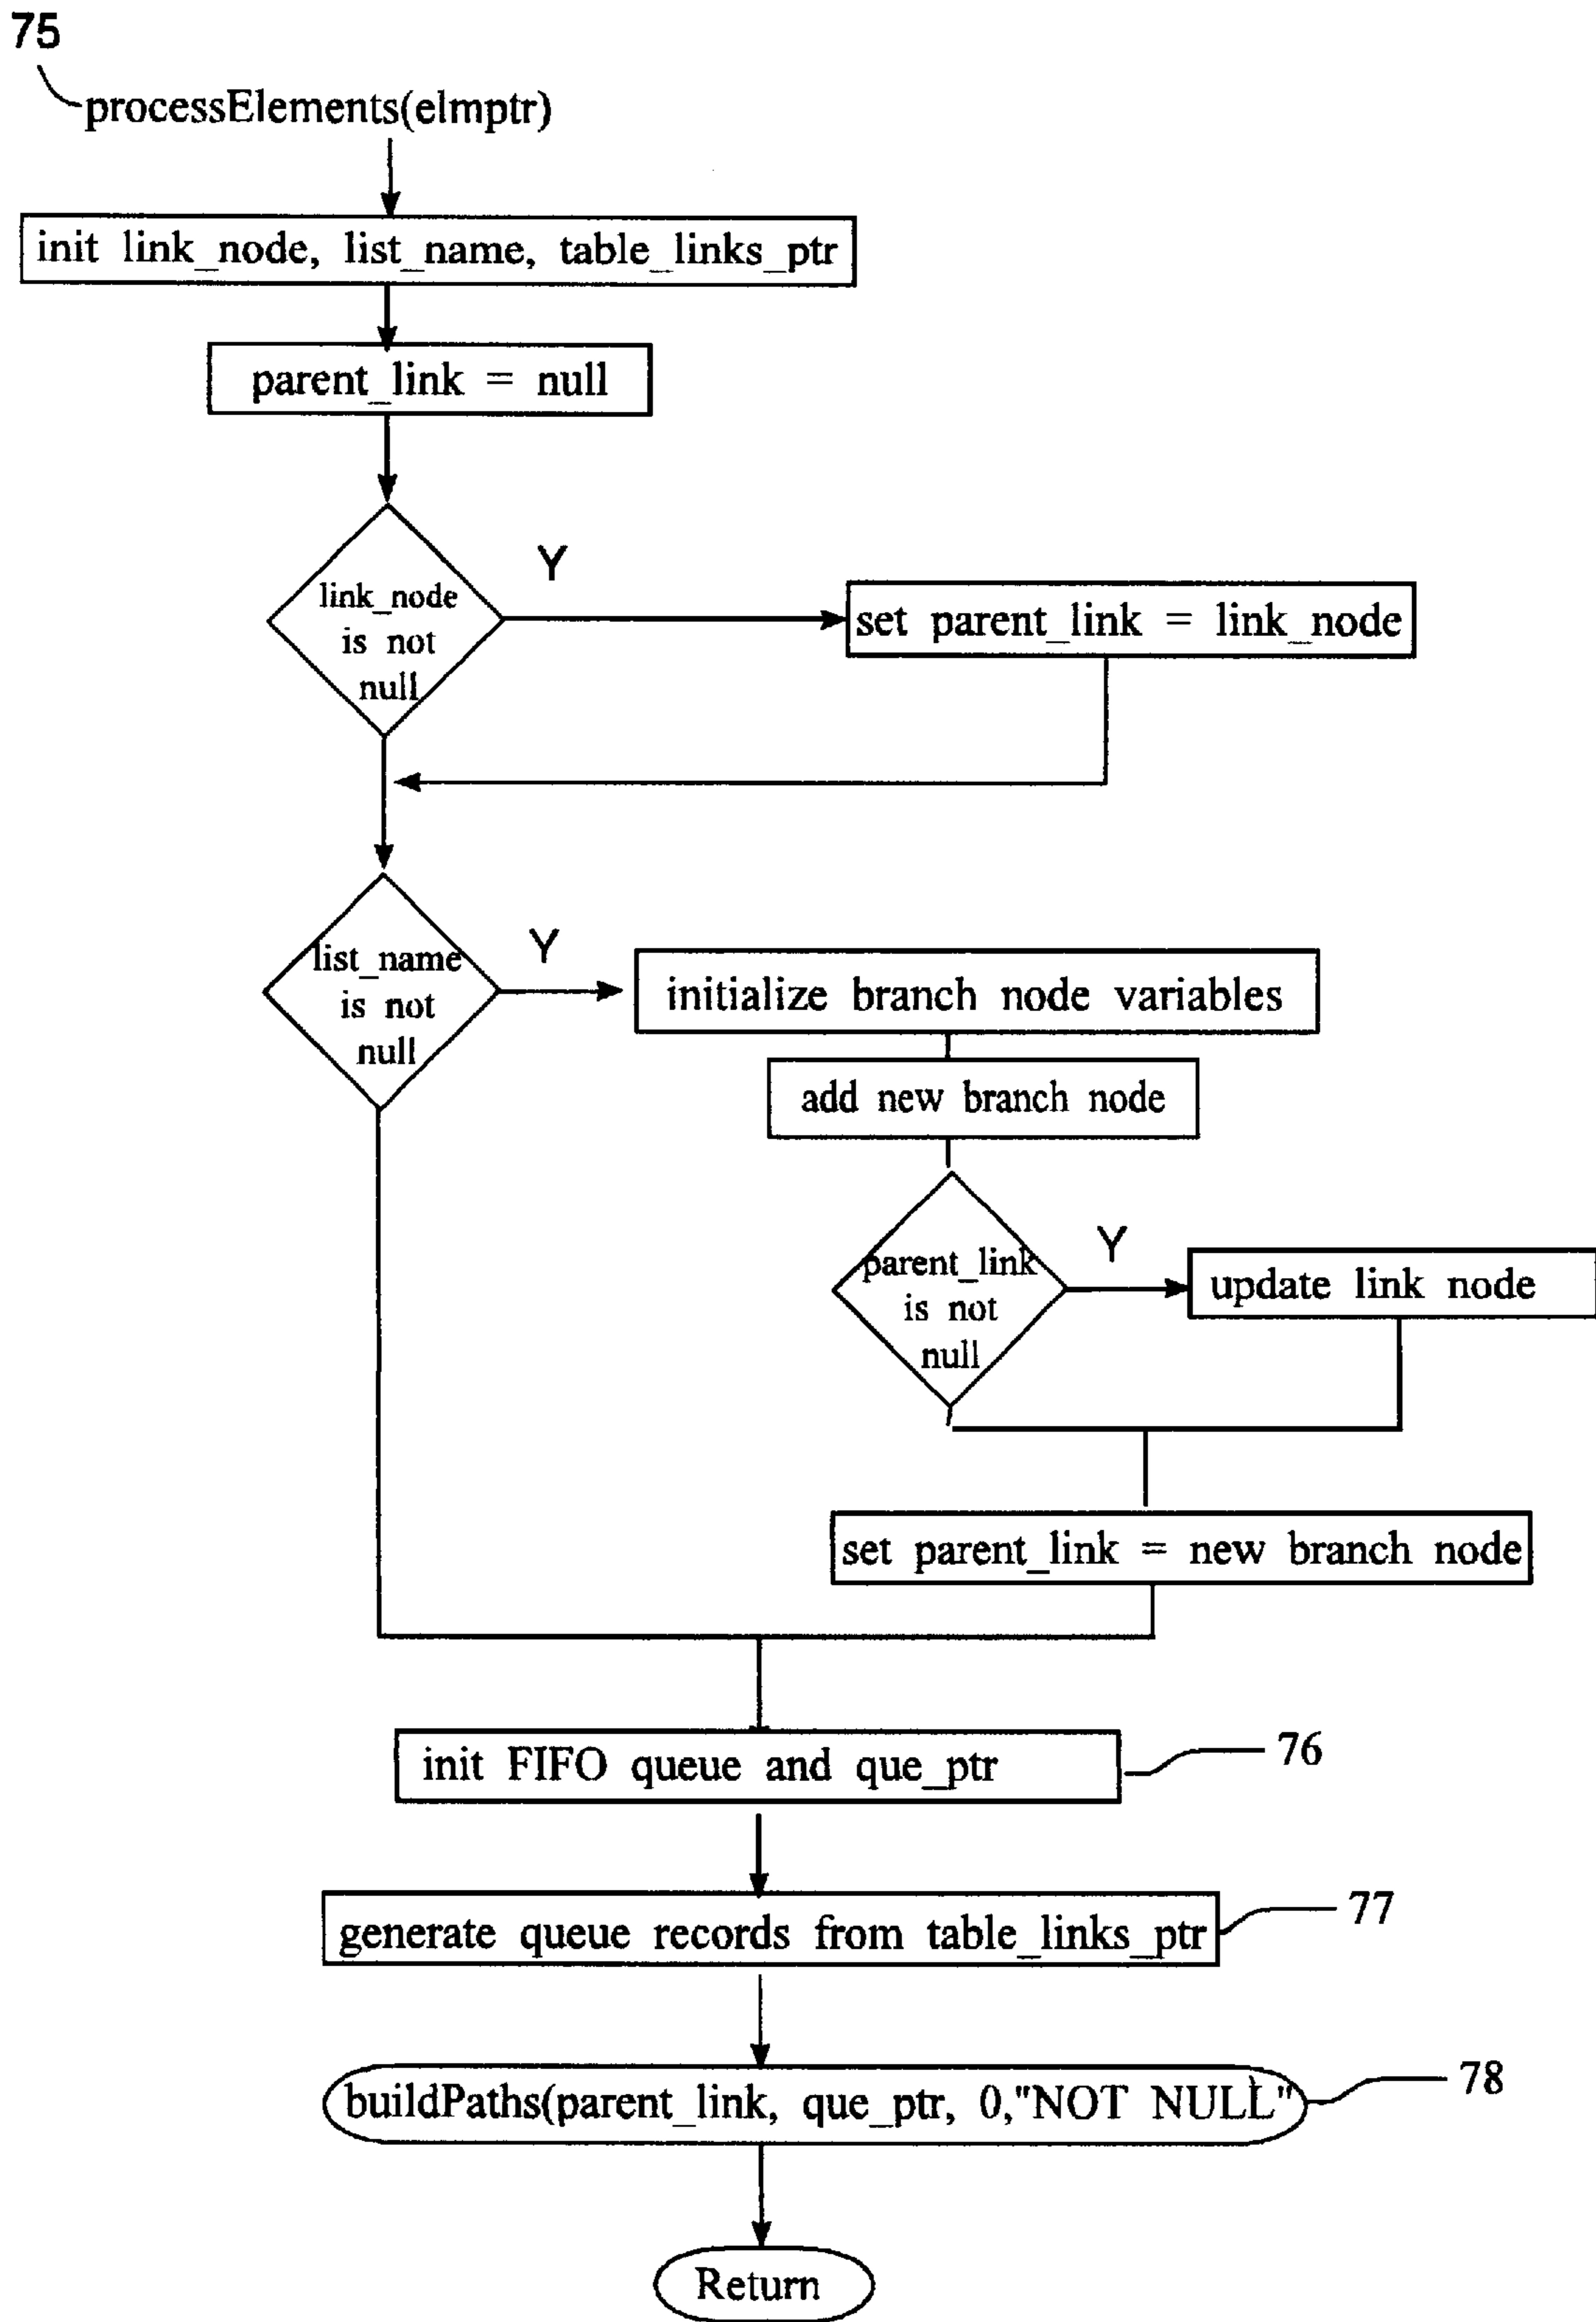 75
processElements(elmptr)
init link_node, list_name, table_links_ptr
parent_link = null
link_node
is not
null
Y
set parent_link = link_node
list_name
is not
null
Y
initialize branch node variables
add new branch node
parent_link
is not
null
Y
update link node
set parent_link = new branch node
init FIFO queue and que_ptr
76
generate queue records from table_links_ptr
77
buildPaths(parent_link, que_ptr, 0,"NOT NULL"
78
Return